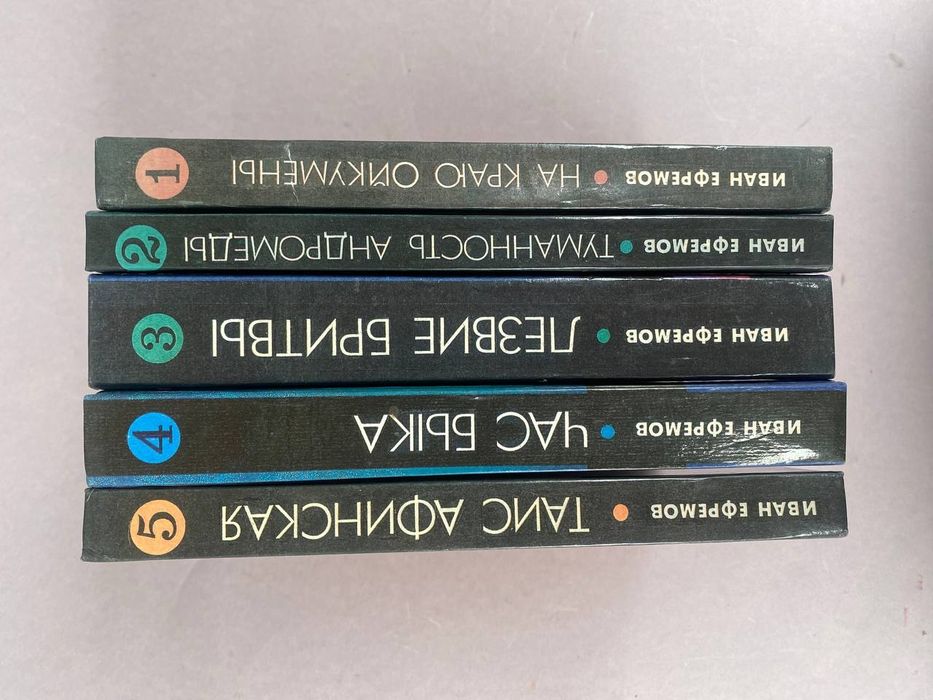 ИВАН ЕФРЕМОВ • НА КРАЮ ОЙКУМЕНЫ 1
ИВАН ЕФРЕМОВ • ТУМАННОСТЬ АНДРОМЕДЫ 2
ИВАН ЕФРЕМОВ • ЛЕЗВИЕ БРИТВЫ 3
ИВАН ЕФРЕМОВ • ЧАС БЫКА 4
ИВАН ЕФРЕМОВ • ТАИС АФИНСКАЯ 5